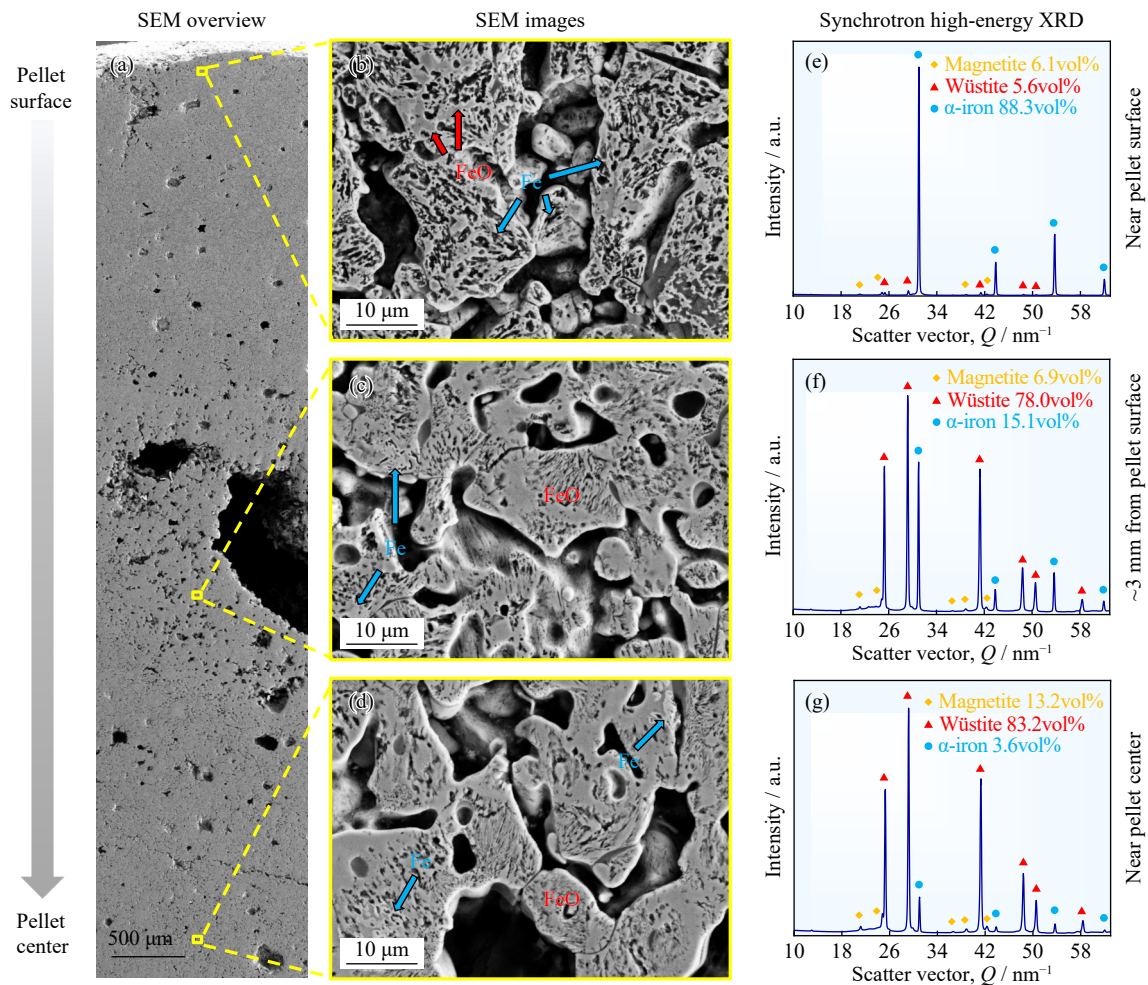 SEM overview
SEM images
Synchrotron high-energy XRD
Pellet
surface
Pellet
center
(a)
500 μm
(b)
FeO
Fe
10 μm
(c)
FeO
Fe
10 μm
(d)
Fe
Fe
FeO
10 μm
(e)
Magnetite 6.1vol%
Wüstite 5.6vol%
α-iron 88.3vol%
Intensity / a.u.
10 18 26 34 42 50 58
Scatter vector, Q / nm⁻¹
Near pellet surface
(f)
Magnetite 6.9vol%
Wüstite 78.0vol%
α-iron 15.1vol%
Intensity / a.u.
10 18 26 34 42 50 58
Scatter vector, Q / nm⁻¹
~3 mm from pellet surface
(g)
Magnetite 13.2vol%
Wüstite 83.2vol%
α-iron 3.6vol%
Intensity / a.u.
10 18 26 34 42 50 58
Scatter vector, Q / nm⁻¹
Near pellet center